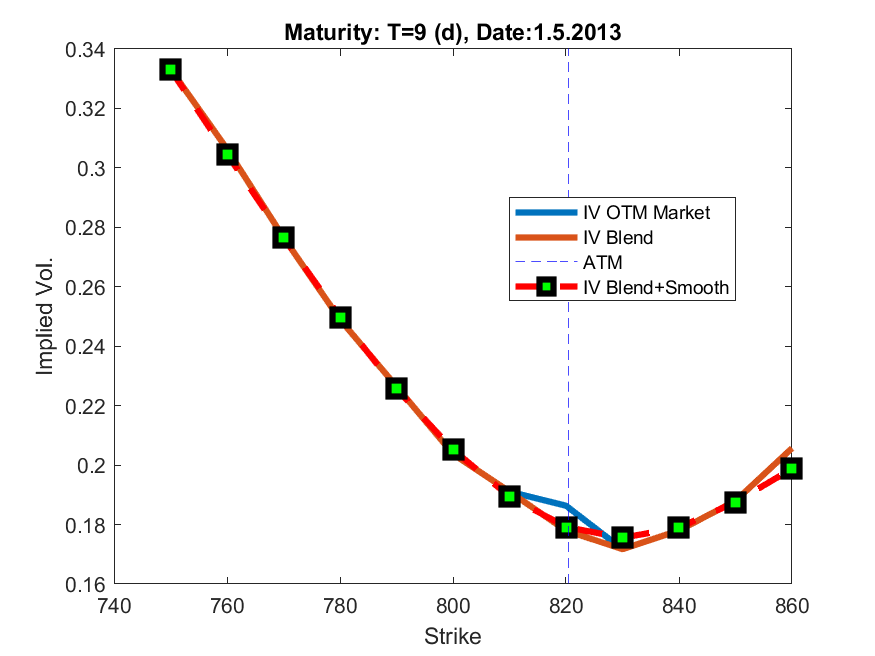 Maturity: T=9 (d), Date:1.5.2013
0.34
0.32
0.3
0.28
0.26
0.24
0.22
0.2
0.18
0.16
Implied Vol.
IV OTM Market
IV Blend
ATM
IV Blend+Smooth
740 760 780 800 820 840 860
Strike